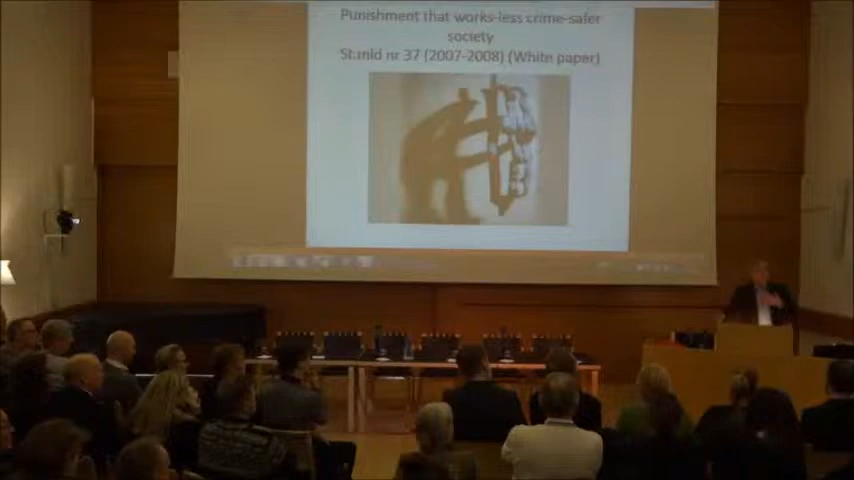 Punishment that works-less crime-safer
society
St.mld nr 37 (2007-2008) (White paper)